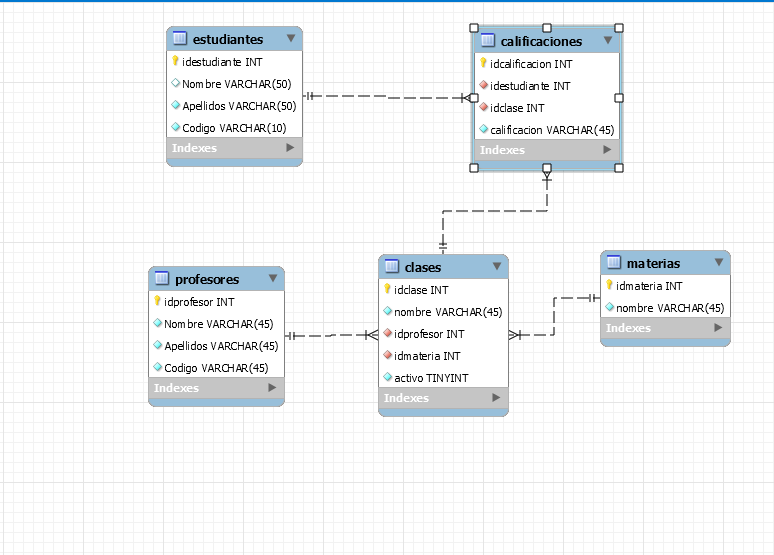 estudiantes
idestudiante INT
Nombre VARCHAR(50)
Apellidos VARCHAR(50)
Codigo VARCHAR(10)
Indexes
calificaciones
idcalificacion INT
idestudiante INT
idclase INT
calificacion VARCHAR(45)
Indexes
profesores
idprofesor INT
Nombre VARCHAR(45)
Apellidos VARCHAR(45)
Codigo VARCHAR(45)
Indexes
clases
idclase INT
nombre VARCHAR(45)
idprofesor INT
idmateria INT
activo TINYINT
Indexes
materias
idmateria INT
nombre VARCHAR(45)
Indexes